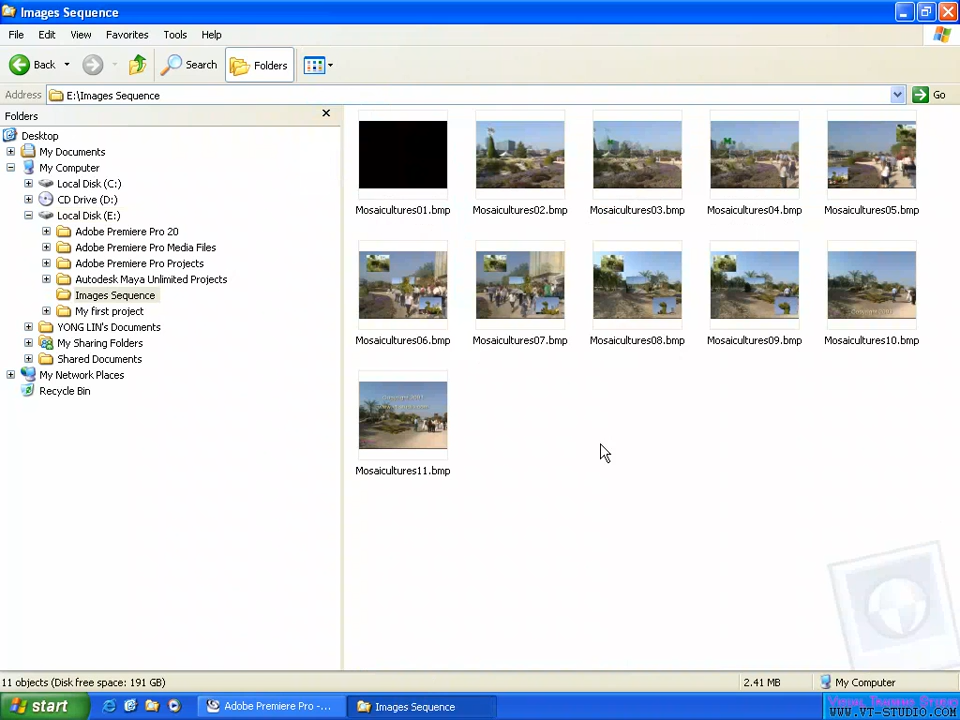 Images Sequence
File Edit View Favorites Tools Help
Back Search Folders
Address E:\Images Sequence Go
Folders
Desktop
My Documents
My Computer
Local Disk (C:)
CD Drive (D:)
Local Disk (E:)
Adobe Premiere Pro 20
Adobe Premiere Pro Media Files
Adobe Premiere Pro Projects
Autodesk Maya Unlimited Projects
Images Sequence
My first project
YONG LIN's Documents
My Sharing Folders
Shared Documents
My Network Places
Recycle Bin
Mosaicultures01.bmp Mosaicultures02.bmp Mosaicultures03.bmp Mosaicultures04.bmp Mosaicultures05.bmp
Mosaicultures06.bmp Mosaicultures07.bmp Mosaicultures08.bmp Mosaicultures09.bmp Mosaicultures10.bmp
Mosaicultures11.bmp
11 objects (Disk free space: 191 GB) 2.41 MB My Computer
start Adobe Premiere Pro -... Images Sequence
Visual Training Studio
WWW.VT-STUDIO.COM